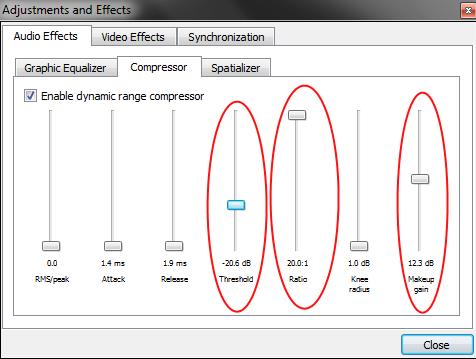 Adjustments and Effects
Audio Effects Video Effects Synchronization
Graphic Equalizer Compressor Spatializer
Enable dynamic range compressor
0.0 1.4 ms 1.9 ms -20.6 dB 20.0:1 1.0 dB 12.3 dB
RMS/peak Attack Release Threshold Ratio Knee radius Makeup gain
Close